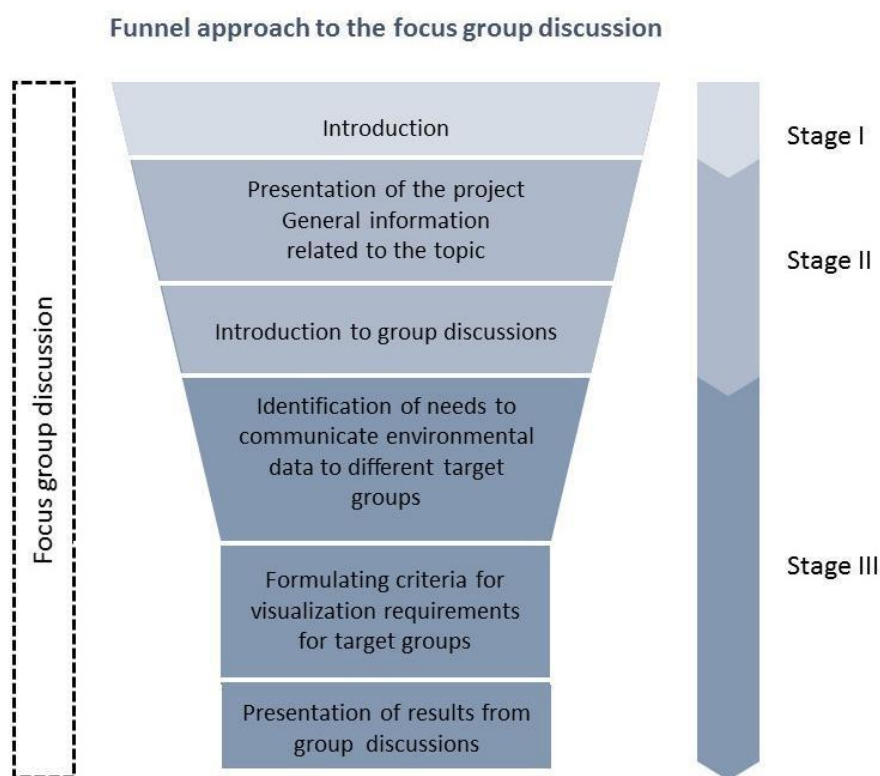 Funnel approach to the focus group discussion
Focus group discussion
Introduction
Stage I
Presentation of the project
General information
related to the topic
Stage II
Introduction to group discussions
Identification of needs to
communicate environmental
data to different target
groups
Formulating criteria for
visualization requirements
for target groups
Stage III
Presentation of results from
group discussions